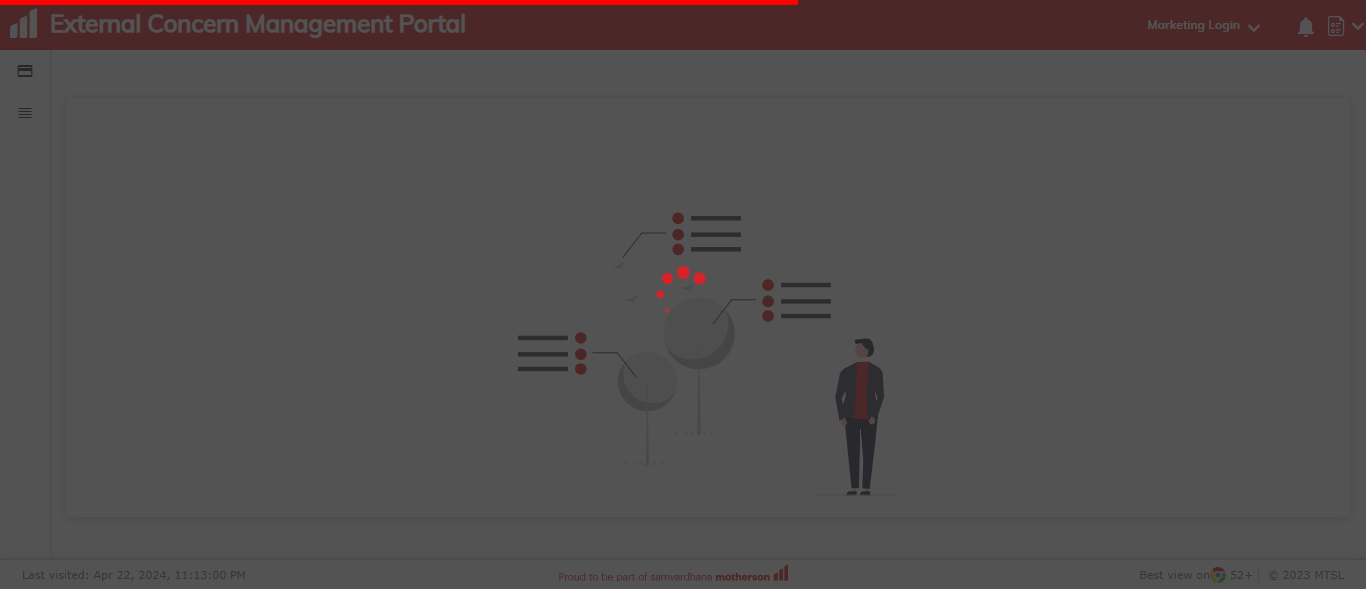 External Concern Management Portal
Marketing Login
Last visited: Apr 22, 2024, 11:13:00 PM
Proud to be part of samvardhana motherson
Best view on 52+
© 2023 MTSL